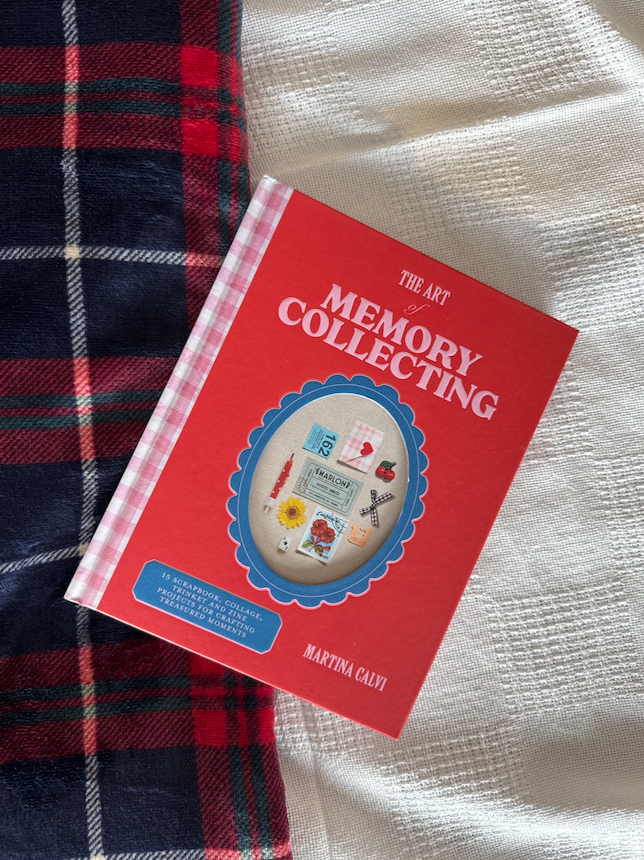 THE ART
of
MEMORY
COLLECTING
162
MARLON
15 SCRAPBOOK, COLLAGE,
TRINKET AND ZINE
PROJECTS FOR CRAFTING
TREASURED MOMENTS
MARTINA CALVI